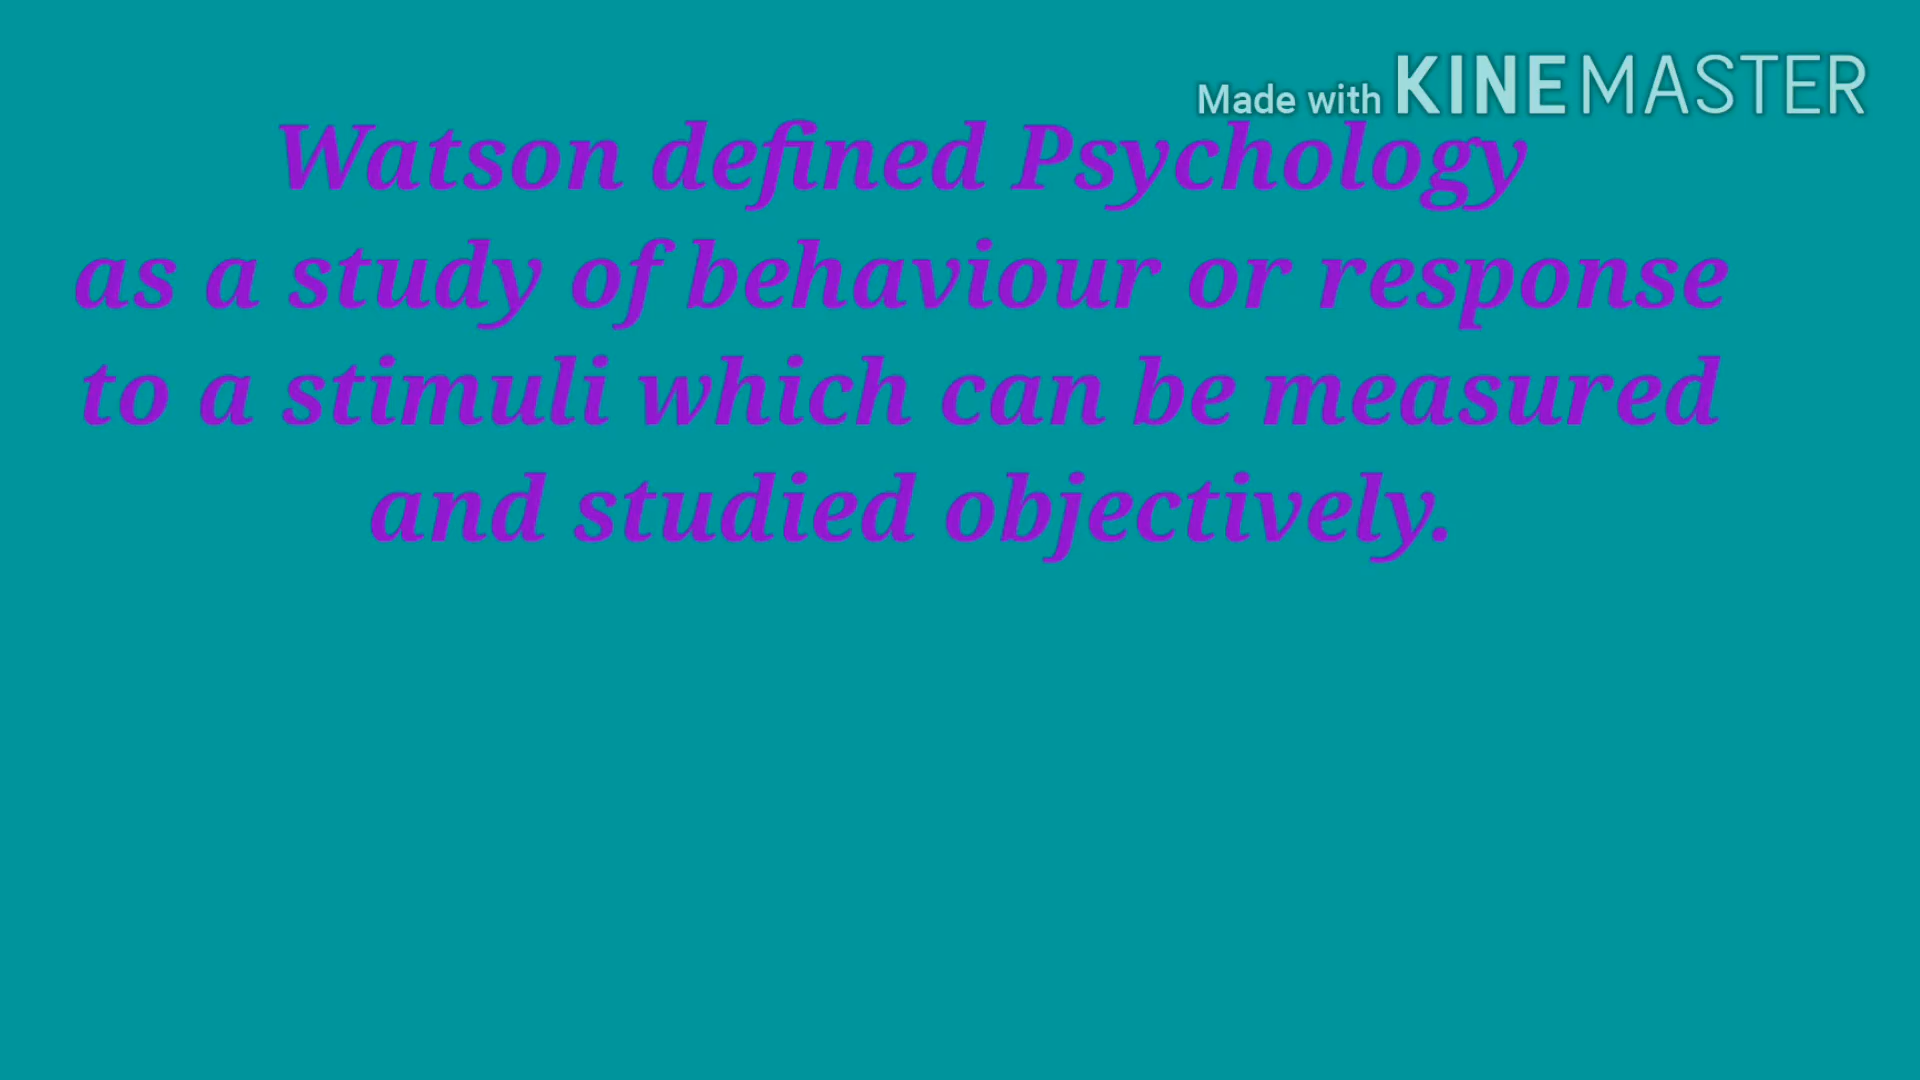 Made with KINEMASTER
Watson defined Psychology
as a study of behaviour or response
to a stimuli which can be measured
and studied objectively.